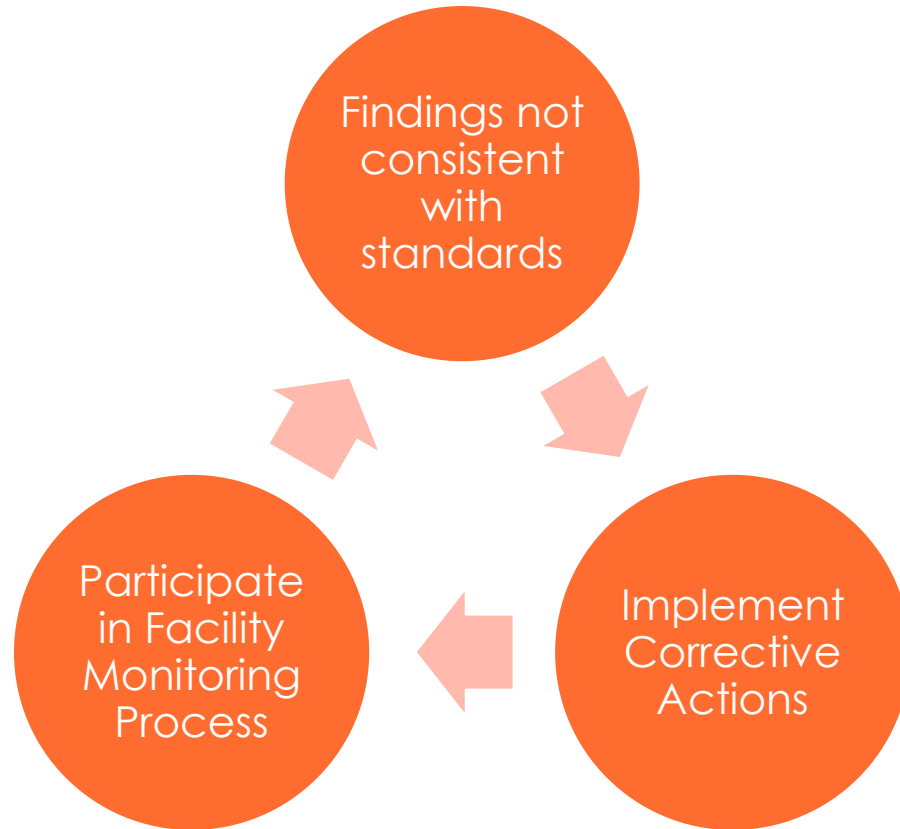 Findings not
consistent
with
standards
Implement
Corrective
Actions
Participate
in Facility
Monitoring
Process